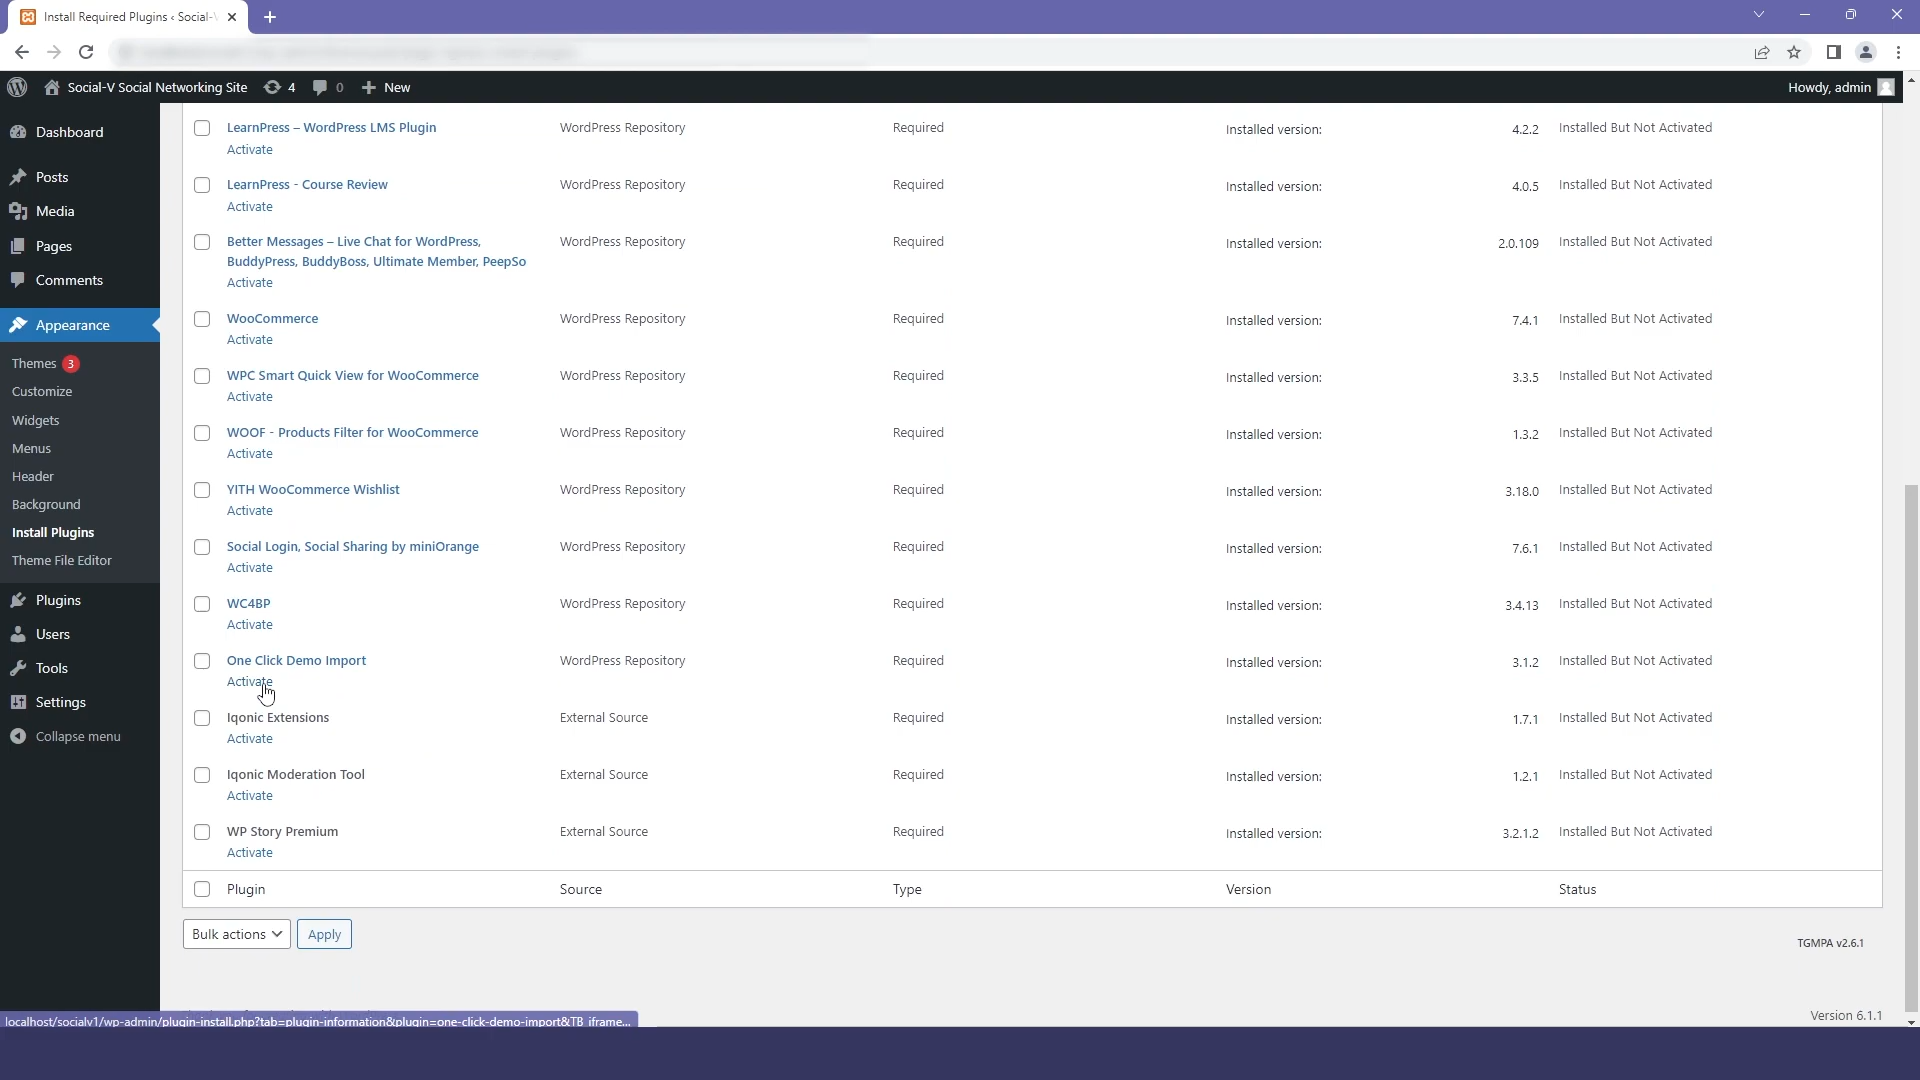 Install Required Plugins ‹ Social-V
Social-V Social Networking Site 4 0 New Howdy, admin
Dashboard
Posts
Media
Pages
Comments
Appearance
Themes 3
Customize
Widgets
Menus
Header
Background
Install Plugins
Theme File Editor
Plugins
Users
Tools
Settings
Collapse menu
LearnPress – WordPress LMS Plugin WordPress Repository Required Installed version: 4.2.2 Installed But Not Activated
Activate
LearnPress - Course Review WordPress Repository Required Installed version: 4.0.5 Installed But Not Activated
Activate
Better Messages – Live Chat for WordPress, WordPress Repository Required Installed version: 2.0.109 Installed But Not Activated
BuddyPress, BuddyBoss, Ultimate Member, PeepSo
Activate
WooCommerce WordPress Repository Required Installed version: 7.4.1 Installed But Not Activated
Activate
WPC Smart Quick View for WooCommerce WordPress Repository Required Installed version: 3.3.5 Installed But Not Activated
Activate
WOOF - Products Filter for WooCommerce WordPress Repository Required Installed version: 1.3.2 Installed But Not Activated
Activate
YITH WooCommerce Wishlist WordPress Repository Required Installed version: 3.18.0 Installed But Not Activated
Activate
Social Login, Social Sharing by miniOrange WordPress Repository Required Installed version: 7.6.1 Installed But Not Activated
Activate
WC4BP WordPress Repository Required Installed version: 3.4.13 Installed But Not Activated
Activate
One Click Demo Import WordPress Repository Required Installed version: 3.1.2 Installed But Not Activated
Activate
Iqonic Extensions External Source Required Installed version: 1.7.1 Installed But Not Activated
Activate
Iqonic Moderation Tool External Source Required Installed version: 1.2.1 Installed But Not Activated
Activate
WP Story Premium External Source Required Installed version: 3.2.1.2 Installed But Not Activated
Activate
Plugin Source Type Version Status
Bulk actions Apply
TGMPA v2.6.1
Version 6.1.1
localhost/socialv1/wp-admin/plugin-install.php?tab=plugin-information&plugin=one-click-demo-import&TB_iframe...